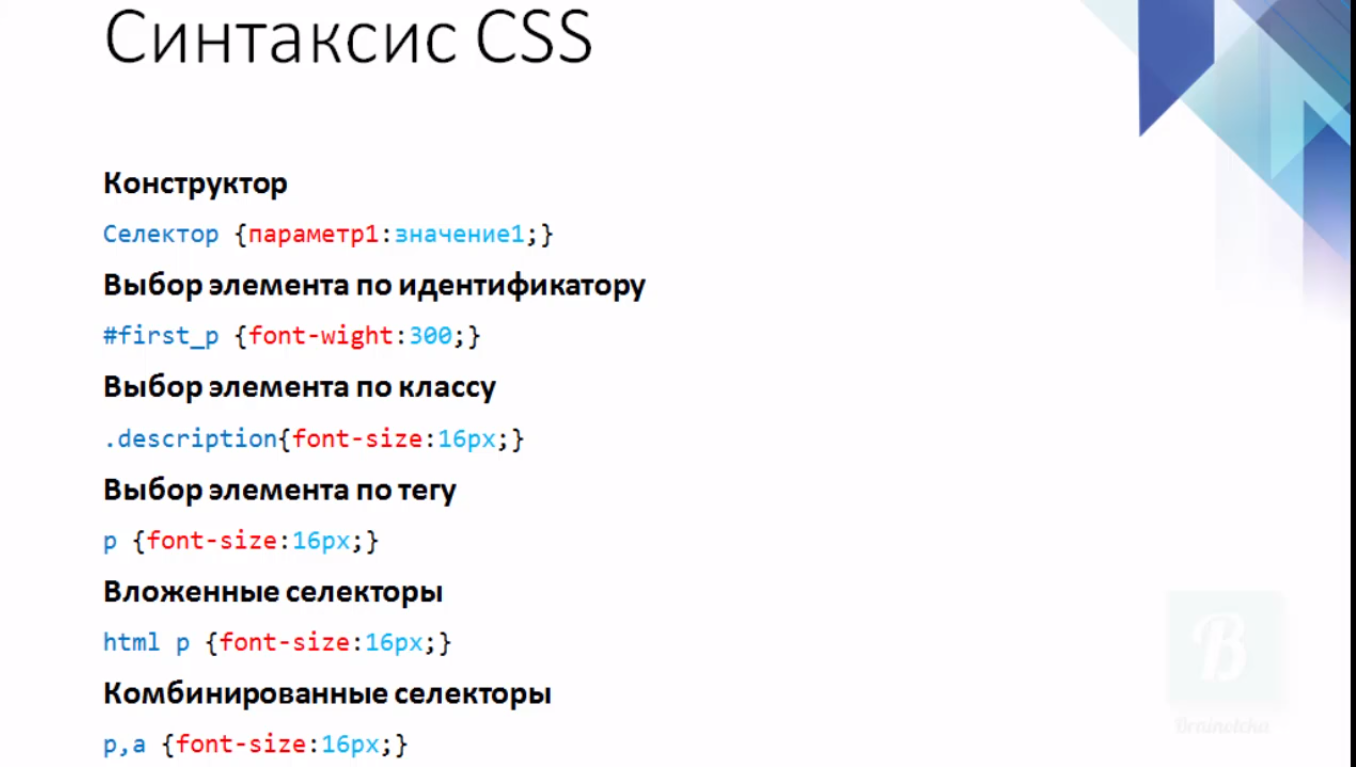 Синтаксис CSS
Конструктор
Селектор {параметр1:значение1;}
Выбор элемента по идентификатору
#first_p {font-wight:300;}
Выбор элемента по классу
.description{font-size:16px;}
Выбор элемента по тегу
p {font-size:16px;}
Вложенные селекторы
html p {font-size:16px;}
Комбинированные селекторы
p,a {font-size:16px;}
B
Brainoteka